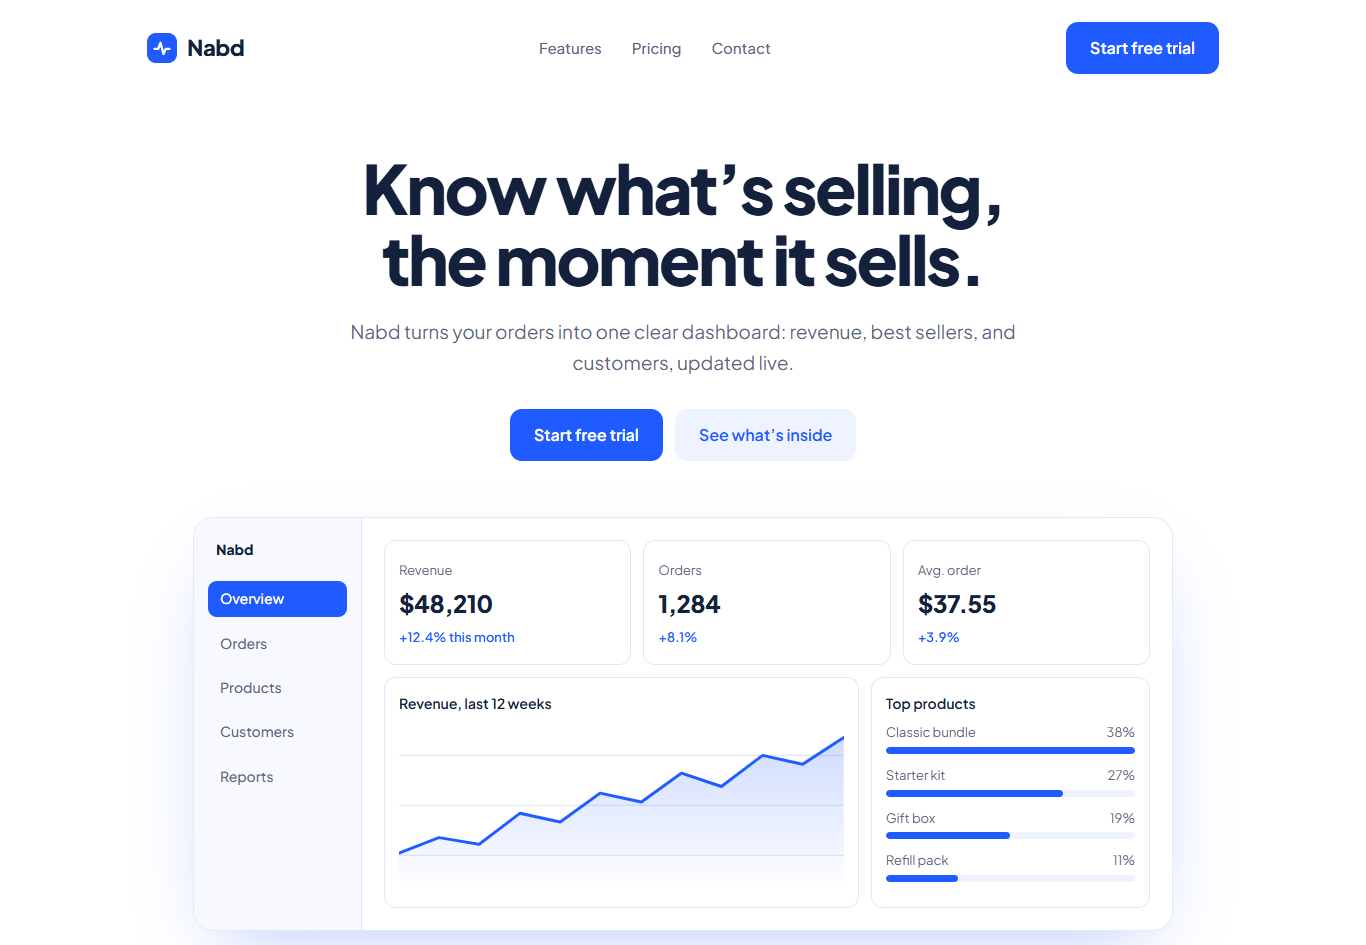 Nabd
Features
Pricing
Contact
Start free trial
Know what’s selling,
the moment it sells.
Nabd turns your orders into one clear dashboard: revenue, best sellers, and
customers, updated live.
Start free trial
See what’s inside
Nabd
Overview
Orders
Products
Customers
Reports
Revenue
$48,210
+12.4% this month
Orders
1,284
+8.1%
Avg. order
$37.55
+3.9%
Revenue, last 12 weeks
Top products
Classic bundle 38%
Starter kit 27%
Gift box 19%
Refill pack 11%